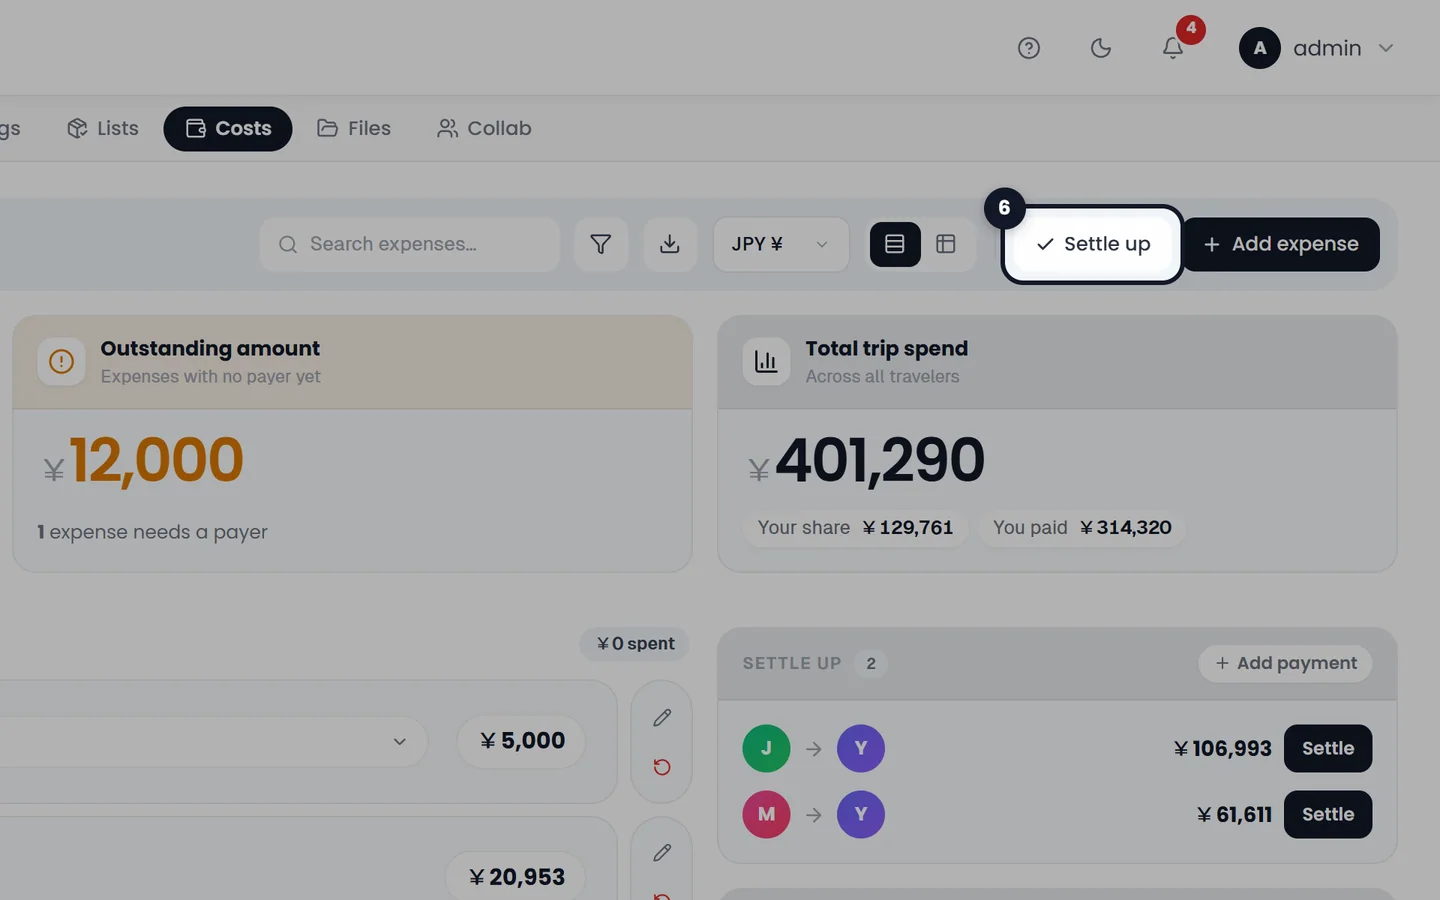 4
A admin
gs Lists Costs Files Collab
6
Search expenses... JPY ¥ Settle up + Add expense
Outstanding amount
Expenses with no payer yet
¥12,000
1 expense needs a payer
Total trip spend
Across all travelers
¥401,290
Your share ¥129,761 You paid ¥314,320
¥0 spent
¥5,000
¥20,953
SETTLE UP 2 + Add payment
J → Y ¥106,993 Settle
M → Y ¥61,611 Settle